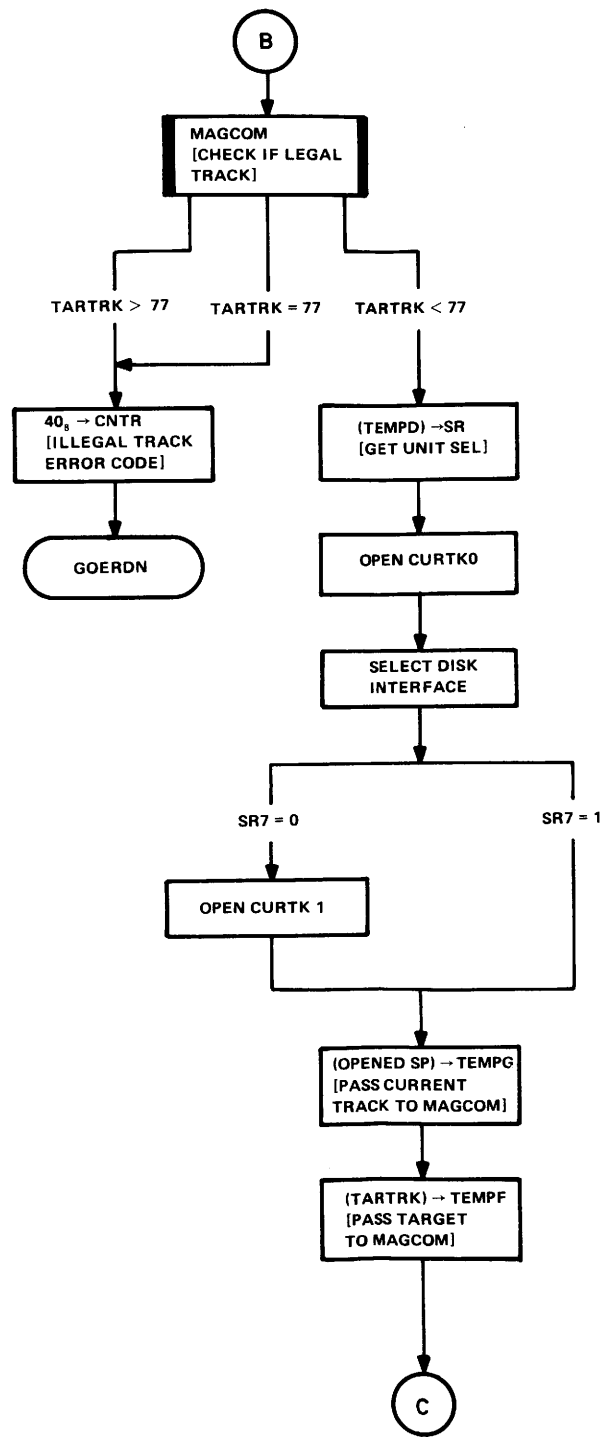 B
MAGCOM
[CHECK IF LEGAL
TRACK]
TARTRK > 77
TARTRK = 77
TARTRK < 77
40₈ → CNTR
[ILLEGAL TRACK
ERROR CODE]
(TEMPD) → SR
[GET UNIT SEL]
GOERDN
OPEN CURTK0
SELECT DISK
INTERFACE
SR7 = 0
SR7 = 1
OPEN CURTK 1
(OPENED SP) → TEMPG
[PASS CURRENT
TRACK TO MAGCOM]
(TARTRK) → TEMPF
[PASS TARGET
TO MAGCOM]
C